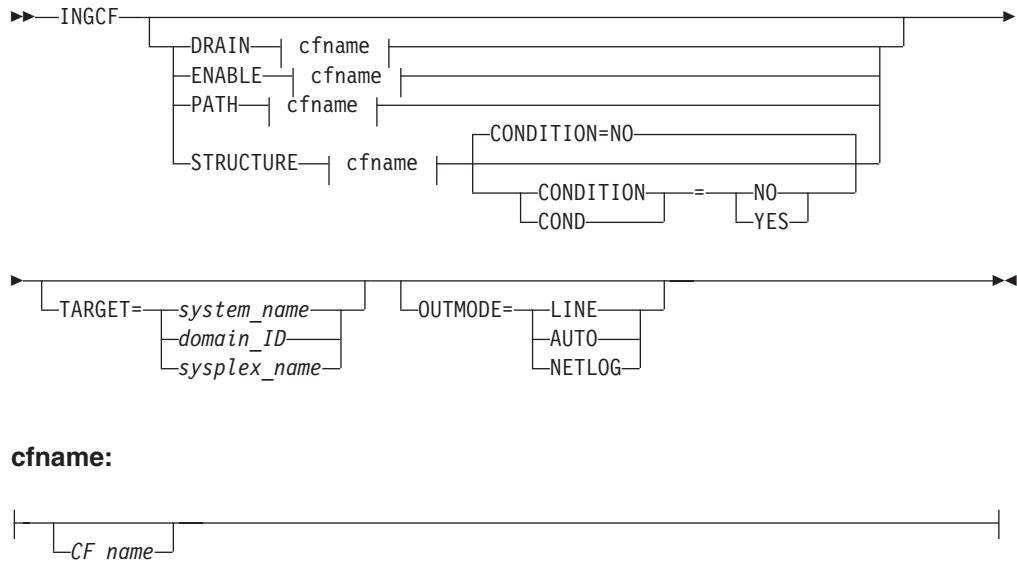 INGCF
DRAIN cfname
ENABLE cfname
PATH cfname
CONDITION=NO
STRUCTURE cfname
CONDITION = NO
COND YES
TARGET= system_name OUTMODE= LINE
domain_ID AUTO
sysplex_name NETLOG
cfname:
CF name